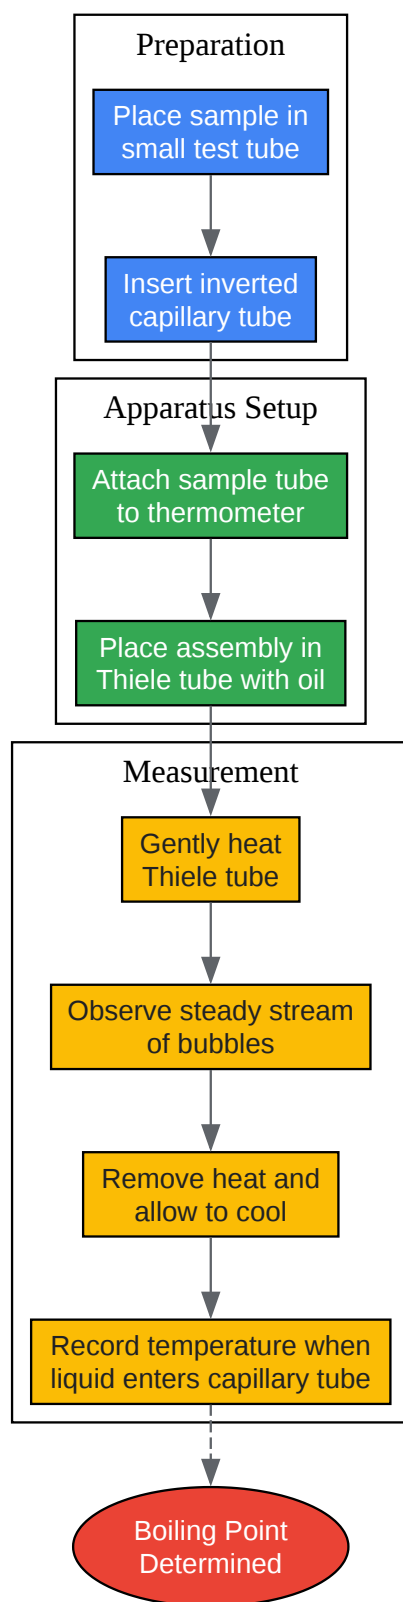 Preparation
Place sample in
small test tube
Insert inverted
capillary tube
Apparatus Setup
Attach sample tube
to thermometer
Place assembly in
Thiele tube with oil
Measurement
Gently heat
Thiele tube
Observe steady stream
of bubbles
Remove heat and
allow to cool
Record temperature when
liquid enters capillary tube
Boiling Point
Determined